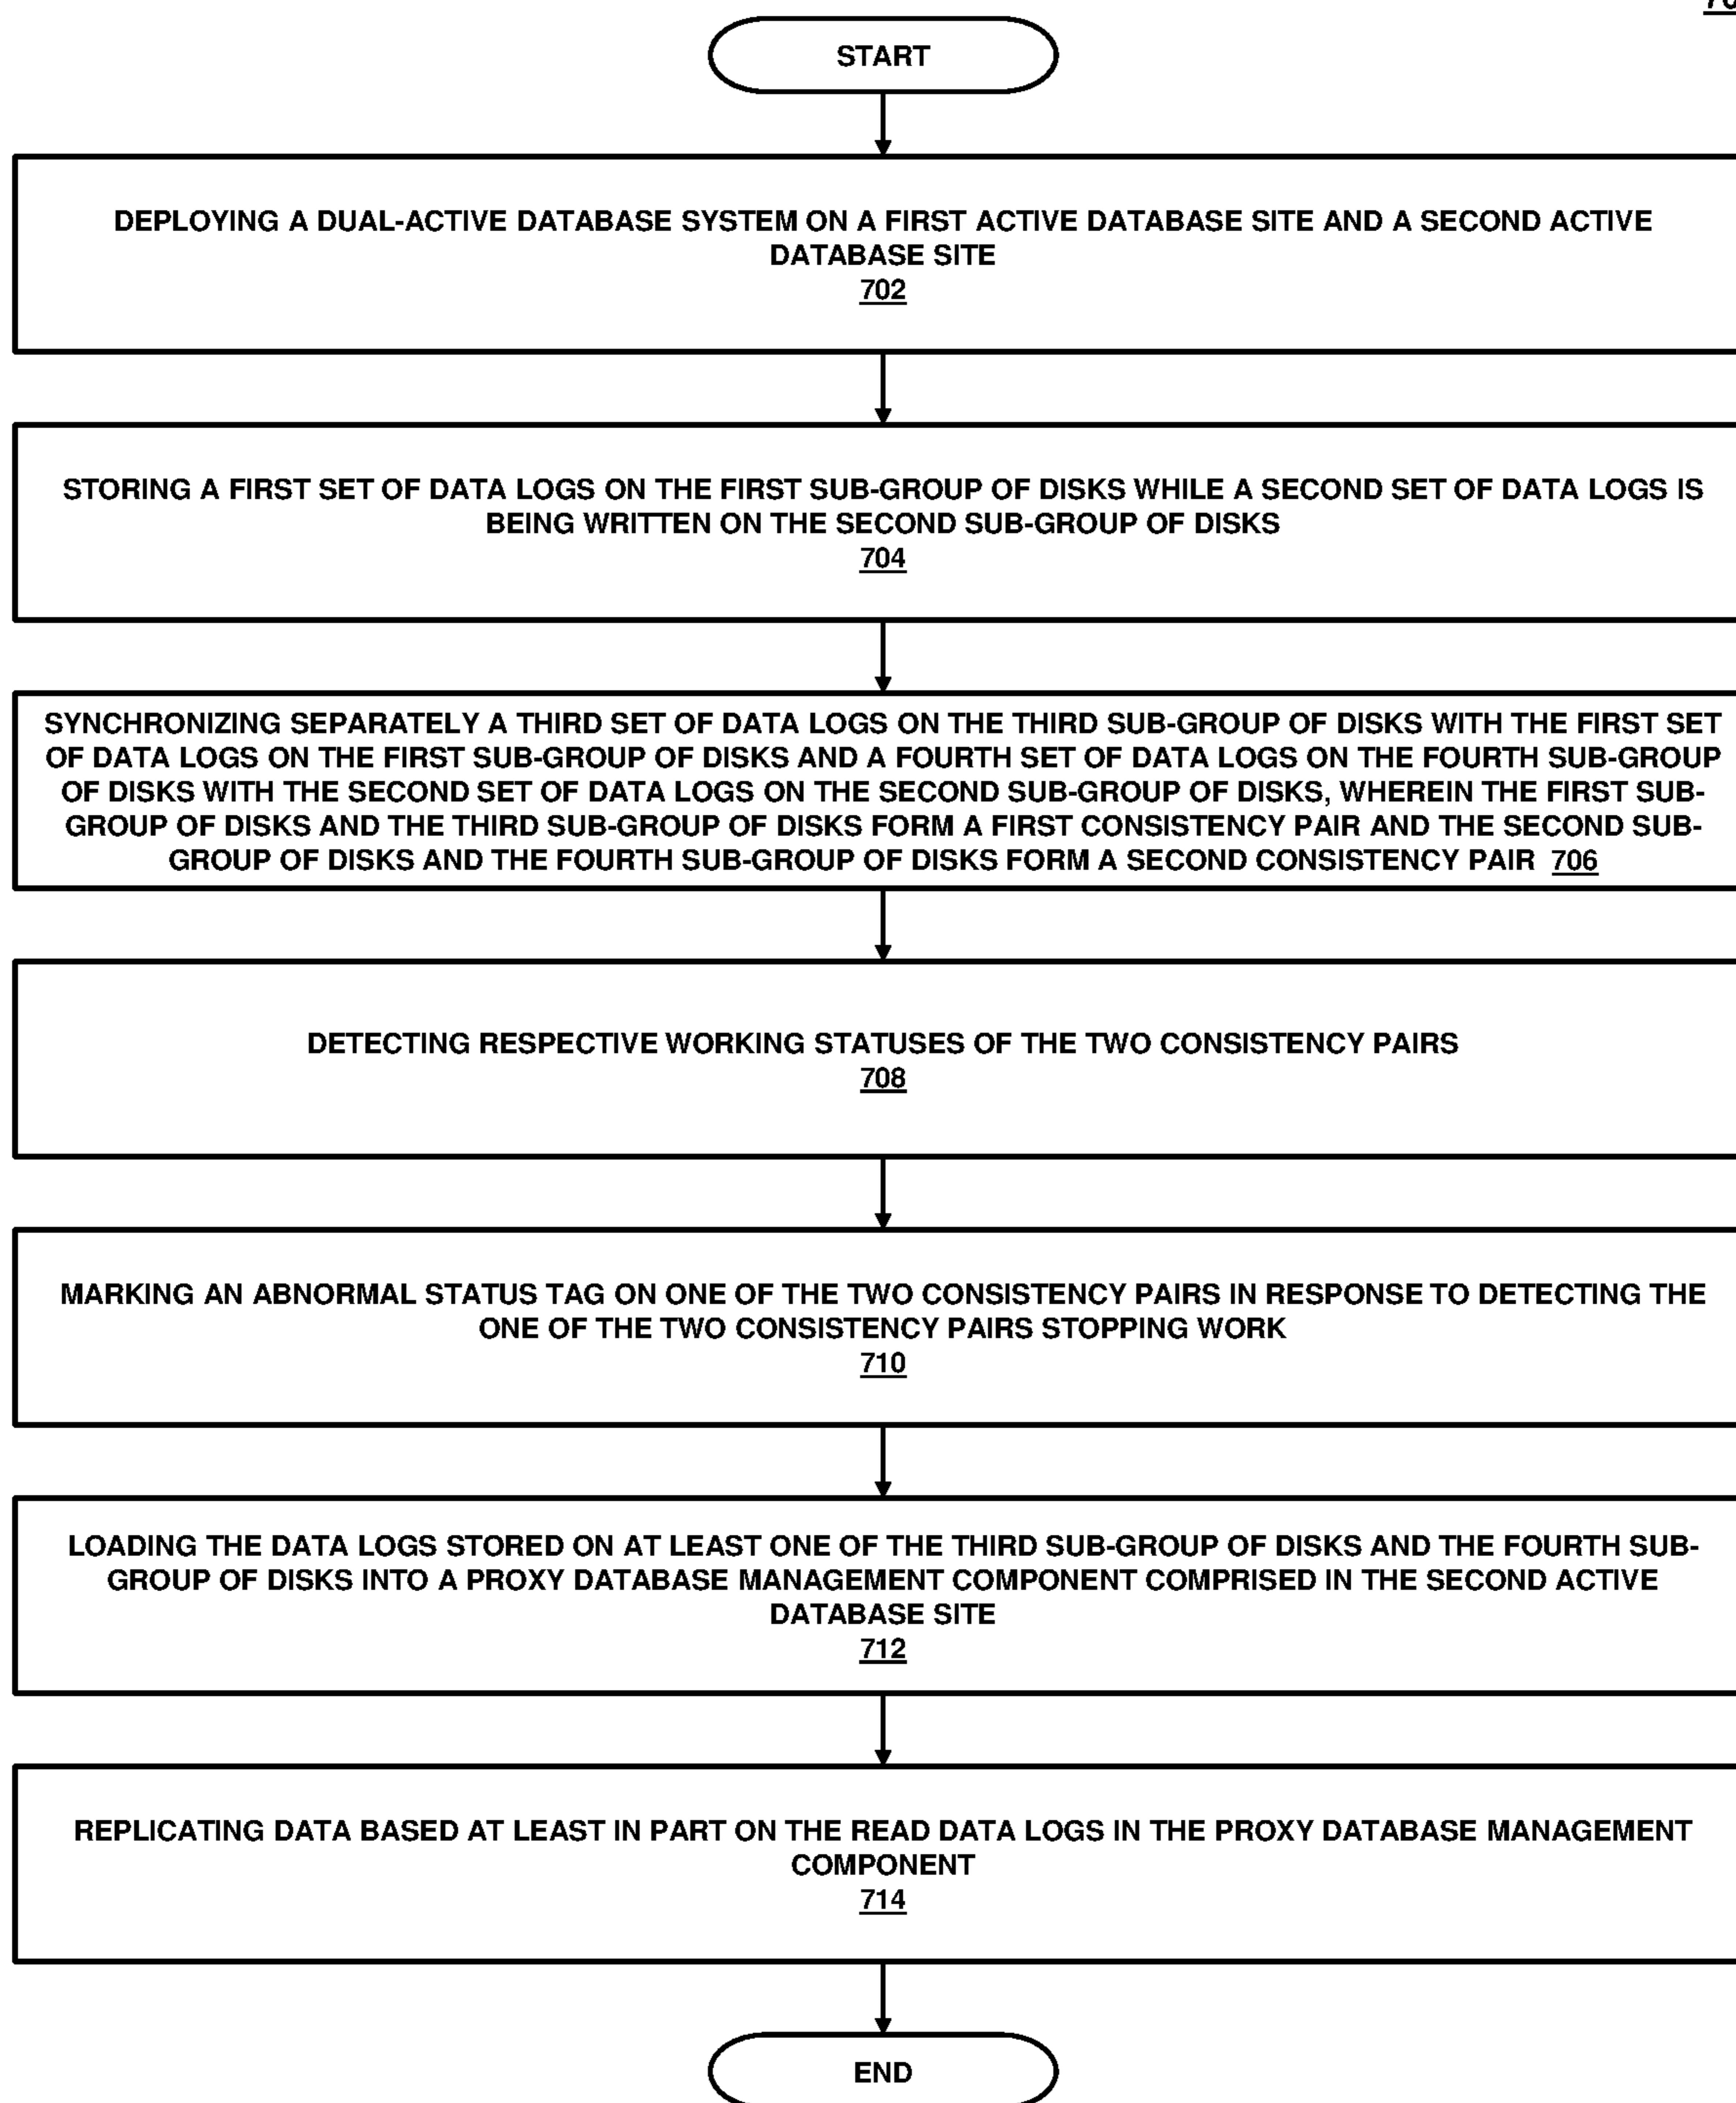 START
DEPLOYING A DUAL-ACTIVE DATABASE SYSTEM ON A FIRST ACTIVE DATABASE SITE AND A SECOND ACTIVE
DATABASE SITE
702
STORING A FIRST SET OF DATA LOGS ON THE FIRST SUB-GROUP OF DISKS WHILE A SECOND SET OF DATA LOGS IS
BEING WRITTEN ON THE SECOND SUB-GROUP OF DISKS
704
SYNCHRONIZING SEPARATELY A THIRD SET OF DATA LOGS ON THE THIRD SUB-GROUP OF DISKS WITH THE FIRST SET
OF DATA LOGS ON THE FIRST SUB-GROUP OF DISKS AND A FOURTH SET OF DATA LOGS ON THE FOURTH SUB-GROUP
OF DISKS WITH THE SECOND SET OF DATA LOGS ON THE SECOND SUB-GROUP OF DISKS, WHEREIN THE FIRST SUB-
GROUP OF DISKS AND THE THIRD SUB-GROUP OF DISKS FORM A FIRST CONSISTENCY PAIR AND THE SECOND SUB-
GROUP OF DISKS AND THE FOURTH SUB-GROUP OF DISKS FORM A SECOND CONSISTENCY PAIR 706
DETECTING RESPECTIVE WORKING STATUSES OF THE TWO CONSISTENCY PAIRS
708
MARKING AN ABNORMAL STATUS TAG ON ONE OF THE TWO CONSISTENCY PAIRS IN RESPONSE TO DETECTING THE
ONE OF THE TWO CONSISTENCY PAIRS STOPPING WORK
710
LOADING THE DATA LOGS STORED ON AT LEAST ONE OF THE THIRD SUB-GROUP OF DISKS AND THE FOURTH SUB-
GROUP OF DISKS INTO A PROXY DATABASE MANAGEMENT COMPONENT COMPRISED IN THE SECOND ACTIVE
DATABASE SITE
712
REPLICATING DATA BASED AT LEAST IN PART ON THE READ DATA LOGS IN THE PROXY DATABASE MANAGEMENT
COMPONENT
714
END